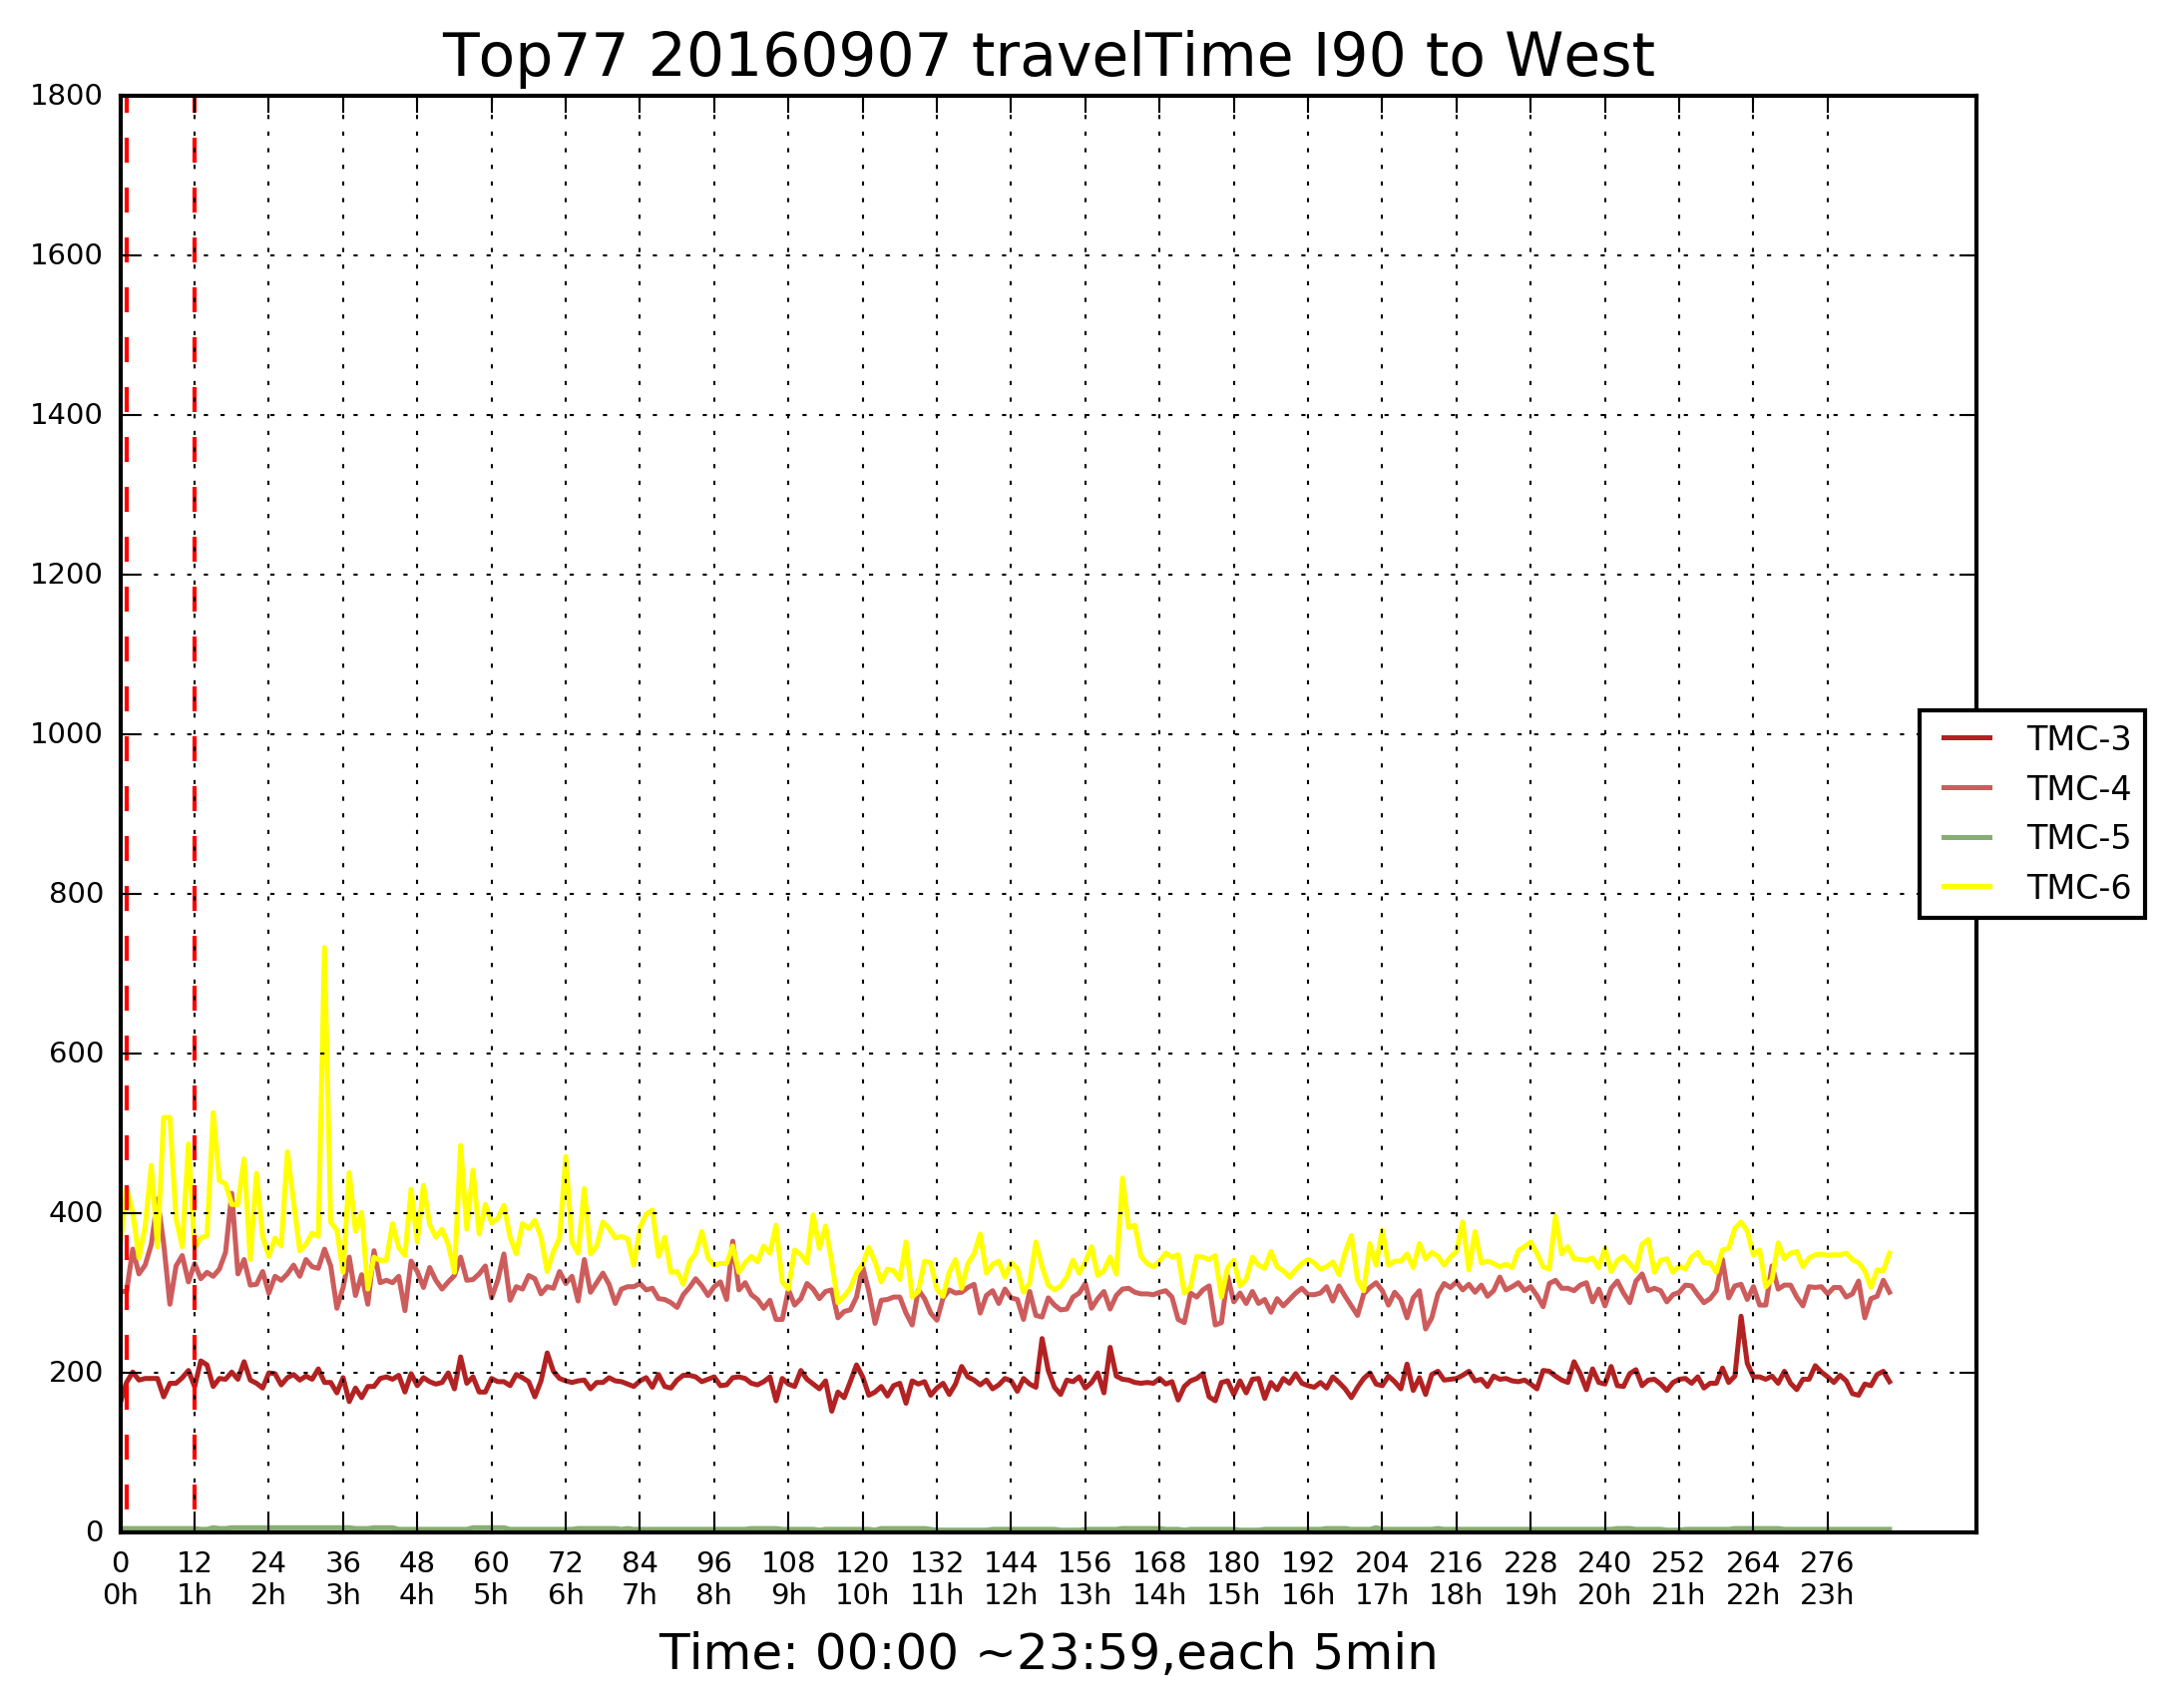 Top77 20160907 travelTime I90 to West
1800
1600
1400
1200
1000
800
600
400
200
0
TMC-3
TMC-4
TMC-5
TMC-6
0 12 24 36 48 60 72 84 96 108 120 132 144 156 168 180 192 204 216 228 240 252 264 276
0h 1h 2h 3h 4h 5h 6h 7h 8h 9h 10h 11h 12h 13h 14h 15h 16h 17h 18h 19h 20h 21h 22h 23h
Time: 00:00 ~23:59,each 5min